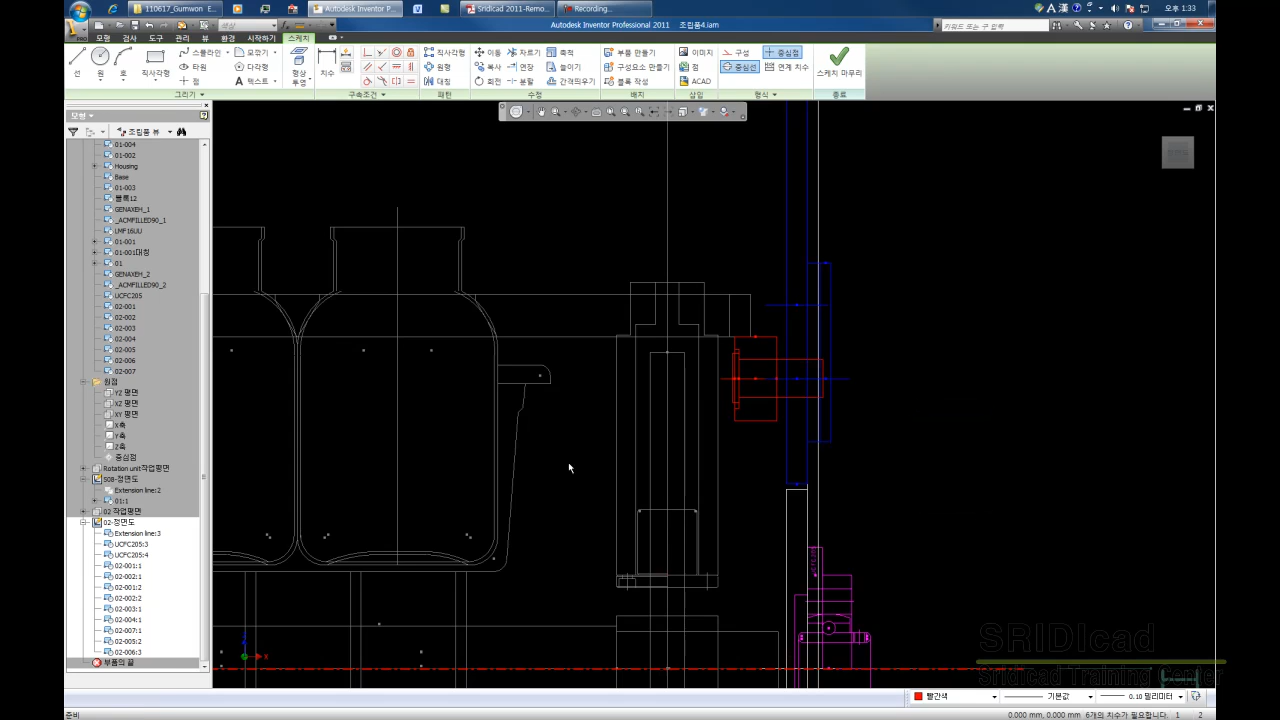 110617_Gumwon E...
Autodesk Inventor P...
Sridicad 2011-Remo...
Recording...
오후 1:33
Autodesk Inventor Professional 2011 조립품4.iam
키워드 또는 구 입력
색상
모형 검사 도구 관리 뷰 환경 시작하기 스케치
선
원
호
직사각형
스플라인
타원
점
모깎기
다각형
텍스트
형상 투영
치수
직사각형
원형
대칭
이동
복사
회전
자르기
연장
분할
축척
늘이기
간격띄우기
부품 만들기
구성요소 만들기
블록 작성
이미지
점
ACAD
구성
중심선
중심점
연계 치수
스케치 마무리
그리기
구속조건
패턴
수정
배치
삽입
형식
종료
모형
조립품 뷰
01-004
01-002
Housing
Base
01-003
블록12
GENAXEH_1
_ACMFILLED90_1
LMF16UU
01-001
01-001대칭
01
GENAXEH_2
_ACMFILLED90_2
UCFC205
02-001
02-002
02-003
02-004
02-005
02-006
02-007
원점
YZ 평면
XZ 평면
XY 평면
X축
Y축
Z축
중심점
Rotation unit작업평면
508-정면도
Extension line:2
01:1
02 작업평면
02-정면도
Extension line:3
UCFC205:3
UCFC205:4
02-001:1
02-002:1
02-001:2
02-002:2
02-003:1
02-004:1
02-007:1
02-005:2
02-006:3
부품의 끝
SRIDIcad
Sridicad Training Center
빨간색
기본값
0.10 밀리미터
준비
0.000 mm, 0.000 mm 6개의 치수가 필요합니다. 1 2